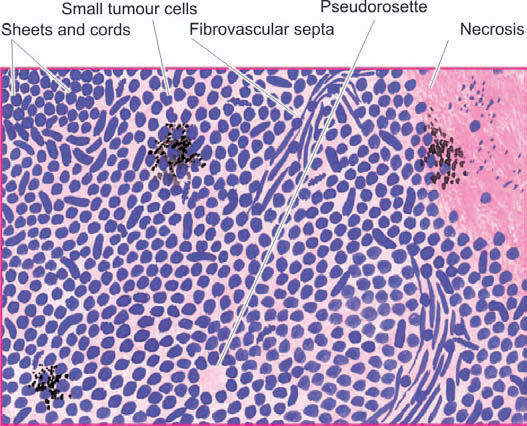 Pseudorosette
Small tumour cells
Sheets and cords
Fibrovascular septa
Necrosis